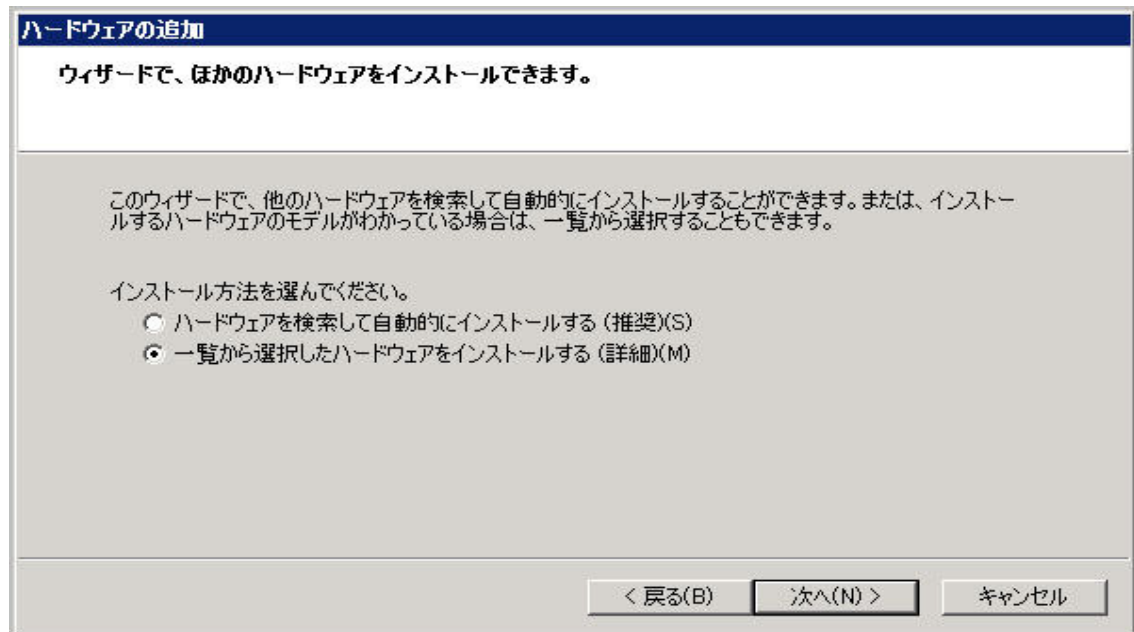 ハードウェアの追加
ウィザードで、ほかのハードウェアをインストールできます。
このウィザードで、他のハードウェアを検索して自動的にインストールすることができます。または、インストー
ルするハードウェアのモデルがわかっている場合は、一覧から選択することもできます。
インストール方法を選んでください。
ハードウェアを検索して自動的にインストールする (推奨)(S)
一覧から選択したハードウェアをインストールする (詳細)(M)
< 戻る(B) 次へ(N) > キャンセル